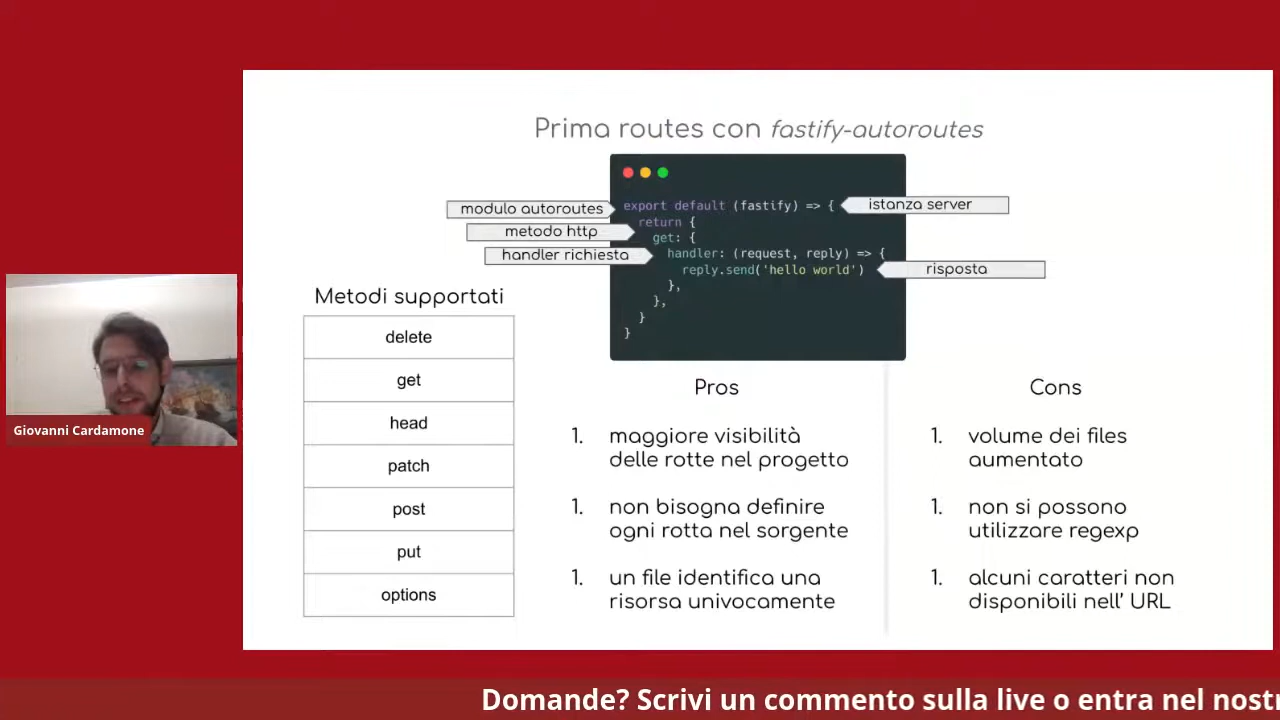 Prima routes con fastify-autoroutes
modulo autoroutes
metodo http
handler richiesta
istanza server
risposta
export default (fastify) => {
return {
get: {
handler: (request, reply) => {
reply.send('hello world')
},
},
}
}
Metodi supportati
delete
get
head
patch
post
put
options
Pros
1. maggiore visibilità
delle rotte nel progetto
1. non bisogna definire
ogni rotta nel sorgente
1. un file identifica una
risorsa univocamente
Cons
1. volume dei files
aumentato
1. non si possono
utilizzare regexp
1. alcuni caratteri non
disponibili nell' URL
Giovanni Cardamone
Domande? Scrivi un commento sulla live o entra nel nostr